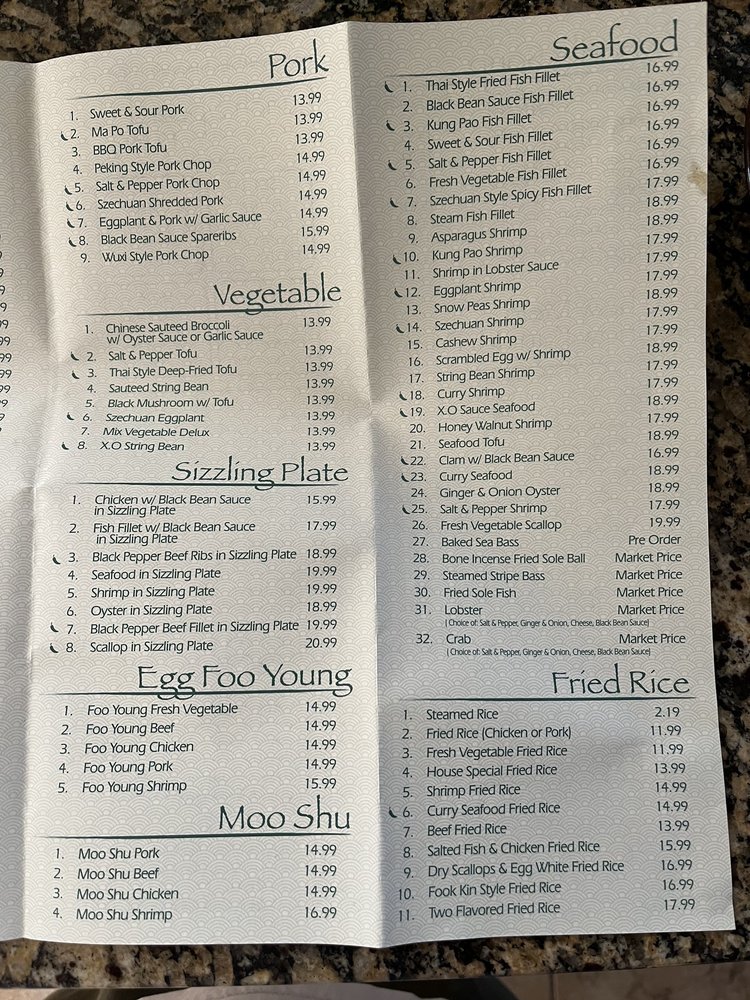 Pork
1. Sweet & Sour Pork 13.99
2. Ma Po Tofu 13.99
3. BBQ Pork Tofu 13.99
4. Peking Style Pork Chop 14.99
5. Salt & Pepper Pork Chop 14.99
6. Szechuan Shredded Pork 14.99
7. Eggplant & Pork w/ Garlic Sauce 14.99
8. Black Bean Sauce Spareribs 15.99
9. Wuxi Style Pork Chop 14.99
Vegetable
1. Chinese Sauteed Broccoli 13.99
w/ Oyster Sauce or Garlic Sauce
2. Salt & Pepper Tofu 13.99
3. Thai Style Deep-Fried Tofu 13.99
4. Sauteed String Bean 13.99
5. Black Mushroom w/ Tofu 13.99
6. Szechuan Eggplant 13.99
7. Mix Vegetable Delux 13.99
8. X.O String Bean 13.99
Sizzling Plate
1. Chicken w/ Black Bean Sauce 15.99
in Sizzling Plate
2. Fish Fillet w/ Black Bean Sauce 17.99
in Sizzling Plate
3. Black Pepper Beef Ribs in Sizzling Plate 18.99
4. Seafood in Sizzling Plate 19.99
5. Shrimp in Sizzling Plate 19.99
6. Oyster in Sizzling Plate 18.99
7. Black Pepper Beef Fillet in Sizzling Plate 19.99
8. Scallop in Sizzling Plate 20.99
Egg Foo Young
1. Foo Young Fresh Vegetable 14.99
2. Foo Young Beef 14.99
3. Foo Young Chicken 14.99
4. Foo Young Pork 14.99
5. Foo Young Shrimp 15.99
Moo Shu
1. Moo Shu Pork 14.99
2. Moo Shu Beef 14.99
3. Moo Shu Chicken 14.99
4. Moo Shu Shrimp 16.99
Seafood
1. Thai Style Fried Fish Fillet 16.99
2. Black Bean Sauce Fish Fillet 16.99
3. Kung Pao Fish Fillet 16.99
4. Sweet & Sour Fish Fillet 16.99
5. Salt & Pepper Fish Fillet 16.99
6. Fresh Vegetable Fish Fillet 16.99
7. Szechuan Style Spicy Fish Fillet 17.99
8. Steam Fish Fillet 18.99
9. Asparagus Shrimp 18.99
10. Kung Pao Shrimp 17.99
11. Shrimp in Lobster Sauce 17.99
12. Eggplant Shrimp 17.99
13. Snow Peas Shrimp 18.99
14. Szechuan Shrimp 17.99
15. Cashew Shrimp 17.99
16. Scrambled Egg w/ Shrimp 18.99
17. String Bean Shrimp 17.99
18. Curry Shrimp 17.99
19. X.O Sauce Seafood 18.99
20. Honey Walnut Shrimp 17.99
21. Seafood Tofu 18.99
22. Clam w/ Black Bean Sauce 16.99
23. Curry Seafood 18.99
24. Ginger & Onion Oyster 18.99
25. Salt & Pepper Shrimp 17.99
26. Fresh Vegetable Scallop 19.99
27. Baked Sea Bass Pre Order
28. Bone Incense Fried Sole Ball Market Price
29. Steamed Stripe Bass Market Price
30. Fried Sole Fish Market Price
31. Lobster Market Price
( Choice of: Salt & Pepper, Ginger & Onion, Cheese, Black Bean Sauce)
32. Crab Market Price
( Choice of: Salt & Pepper, Ginger & Onion, Cheese, Black Bean Sauce)
Fried Rice
1. Steamed Rice 2.19
2. Fried Rice (Chicken or Pork) 11.99
3. Fresh Vegetable Fried Rice 11.99
4. House Special Fried Rice 13.99
5. Shrimp Fried Rice 14.99
6. Curry Seafood Fried Rice 14.99
7. Beef Fried Rice 13.99
8. Salted Fish & Chicken Fried Rice 15.99
9. Dry Scallops & Egg White Fried Rice 16.99
10. Fook Kin Style Fried Rice 16.99
11. Two Flavored Fried Rice 17.99